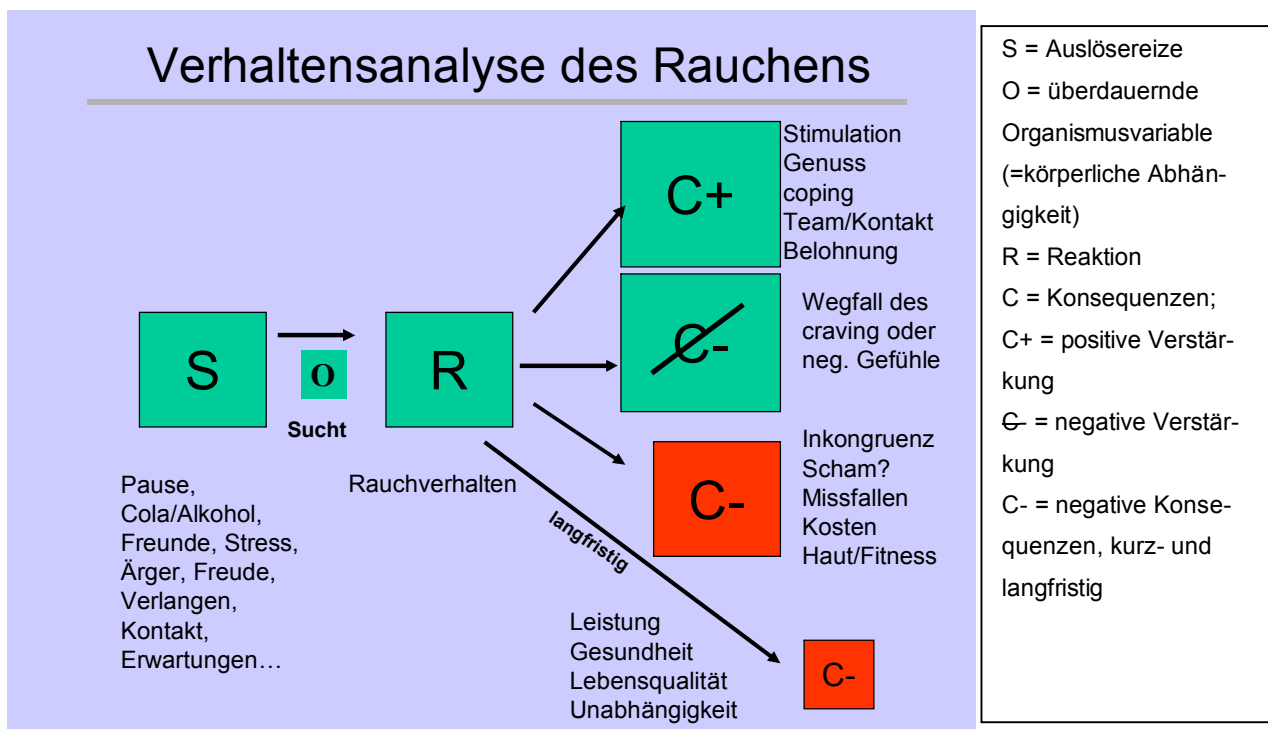 Verhaltensanalyse des Rauchens
C+
Stimulation
Genuss
coping
Team/Kontakt
Belohnung
C-
Wegfall des
craving oder
neg. Gefühle
S
O
Sucht
R
Pause,
Cola/Alkohol,
Freunde, Stress,
Ärger, Freude,
Verlangen,
Kontakt,
Erwartungen…
Rauchverhalten
C-
Inkongruenz
Scham?
Missfallen
Kosten
Haut/Fitness
langfristig
Leistung
Gesundheit
Lebensqualität
Unabhängigkeit
C-
S = Auslösereize
O = überdauernde
Organismusvariable
(=körperliche Abhän-
gigkeit)
R = Reaktion
C = Konsequenzen;
C+ = positive Verstär-
kung
C- = negative Verstär-
kung
C- = negative Konse-
quenzen, kurz- und
langfristig